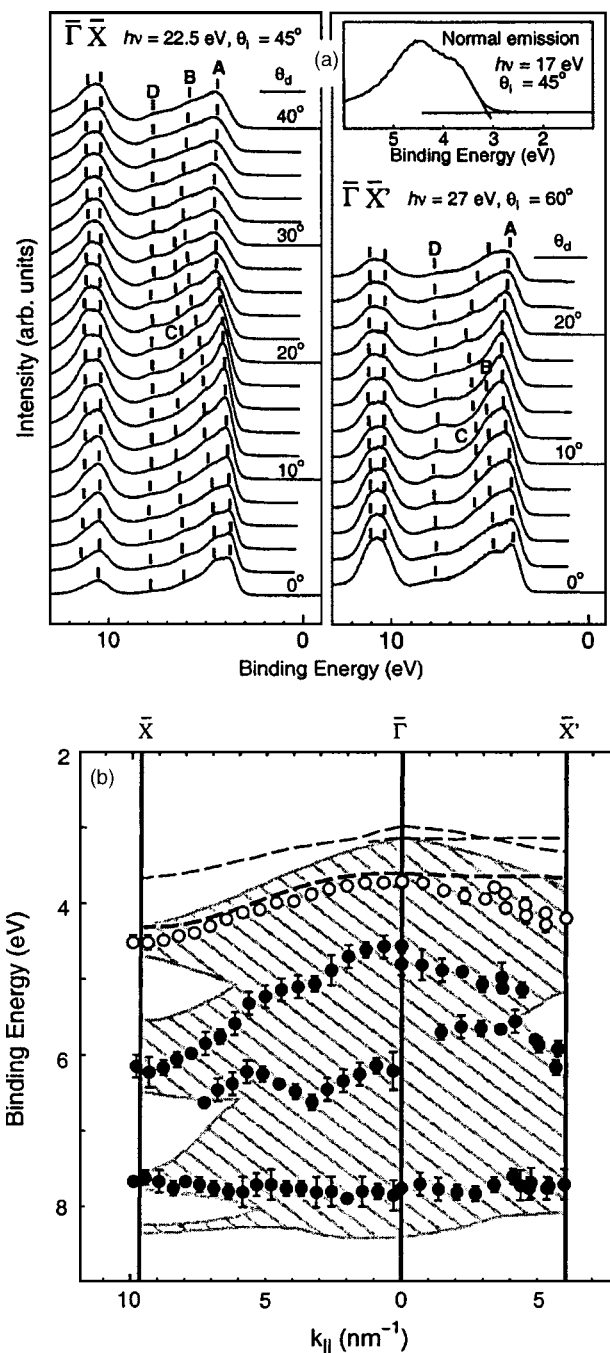 Γ̄ X̄ hν = 22.5 eV, θi = 45°
(a)
Normal emission
hν = 17 eV
θi = 45°
5 4 3 2 1
Binding Energy (eV)
D B A θd
40°
30°
C
20°
10°
0°
Γ̄ X̄' hν = 27 eV, θi = 60°
D A θd
20°
B
C
10°
0°
Intensity (arb. units)
10 0 10 0
Binding Energy (eV)
X̄ Γ̄ X̄'
(b)
2
4
6
8
Binding Energy (eV)
10 5 0 5
k|| (nm⁻¹)